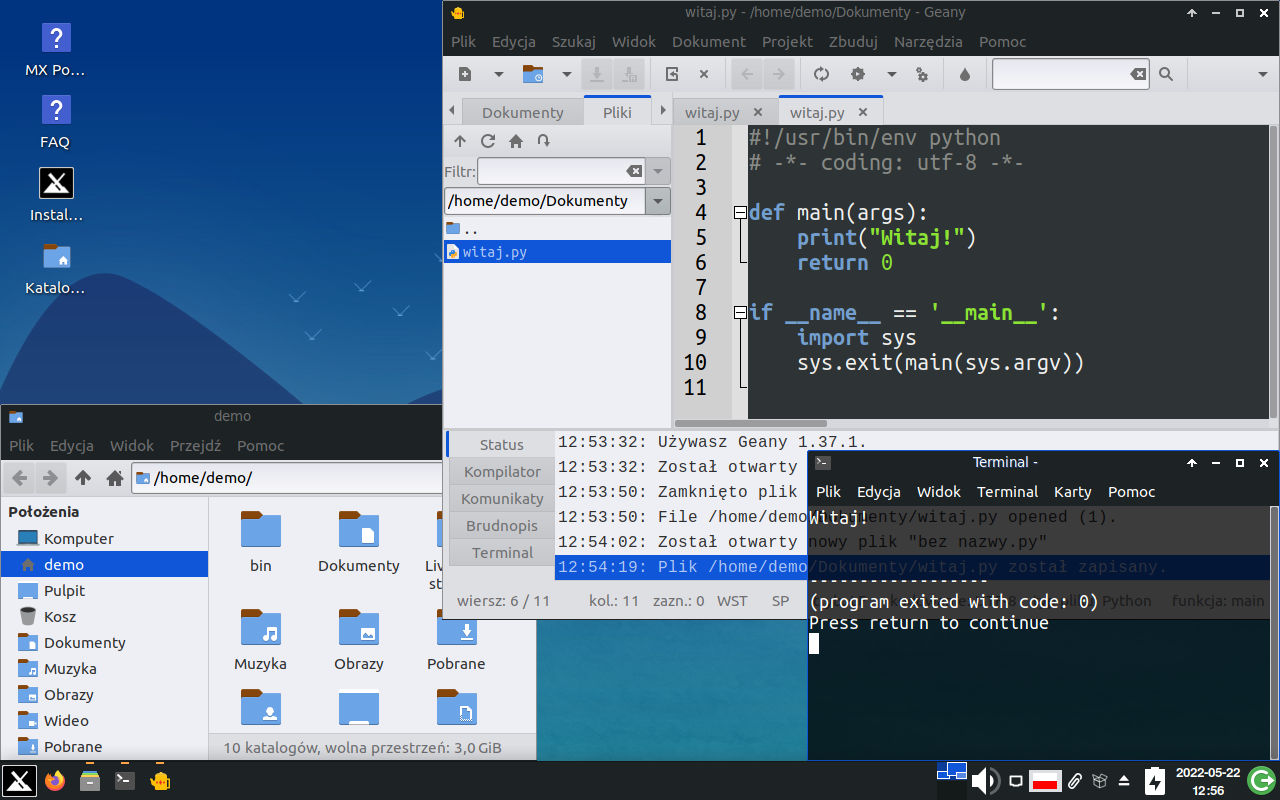 MX Po...
FAQ
Instal...
Katalo...
witaj.py - /home/demo/Dokumenty - Geany
Plik Edycja Szukaj Widok Dokument Projekt Zbuduj Narzędzia Pomoc
Dokumenty Pliki
witaj.py witaj.py
Filtr:
/home/demo/Dokumenty
..
witaj.py
1 #!/usr/bin/env python
2 # -*- coding: utf-8 -*-
3
4 def main(args):
5 print("Witaj!")
6 return 0
7
8 if __name__ == '__main__':
9 import sys
10 sys.exit(main(sys.argv))
11
Status
Kompilator
Komunikaty
Brudnopis
Terminal
12:53:32: Używasz Geany 1.37.1.
12:53:32: Został otwarty
12:53:50: Zamknięto plik
12:53:50: File /home/demo/Dokumenty/witaj.py opened (1).
12:54:02: Został otwarty nowy plik "bez nazwy.py"
12:54:19: Plik /home/demo/Dokumenty/witaj.py został zapisany.
wiersz: 6 / 11 kol.: 11 zazn.: 0 WST SP
Python funkcja: main
demo
Plik Edycja Widok Przejdź Pomoc
/home/demo/
Położenia
Komputer
demo
Pulpit
Kosz
Dokumenty
Muzyka
Obrazy
Wideo
Pobrane
bin Dokumenty
Muzyka Obrazy Pobrane
10 katalogów, wolna przestrzeń: 3,0 GiB
Terminal -
Plik Edycja Widok Terminal Karty Pomoc
Witaj!
------------------
(program exited with code: 0)
Press return to continue
2022-05-22
12:56